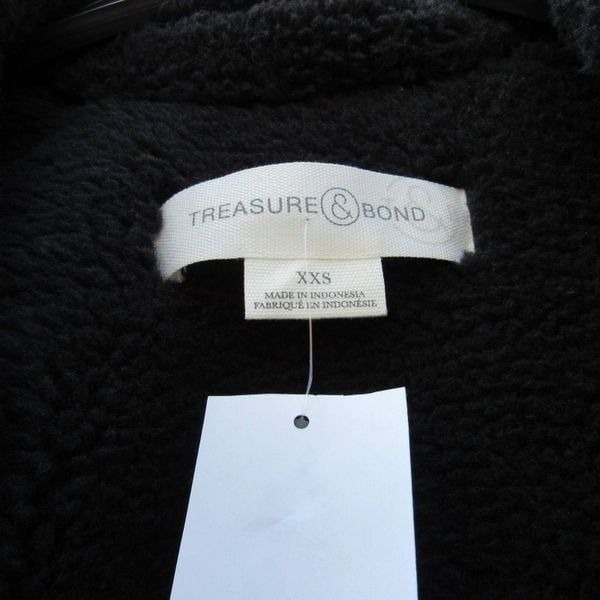 TREASURE & BOND
XXS
MADE IN INDONESIA
FABRIQUÉ EN INDONÉSIE